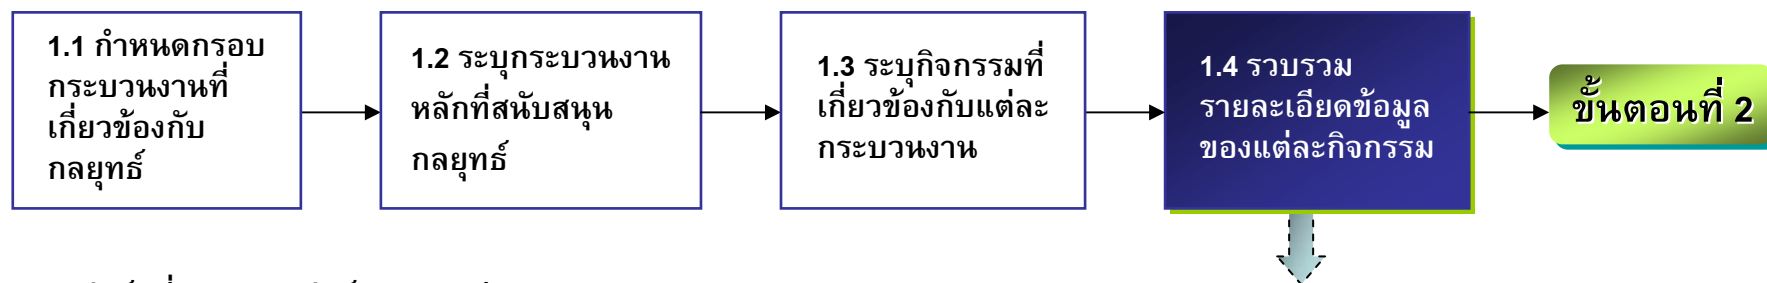 1.1 กำหนดกรอบ
กระบวนงานที่
เกี่ยวข้องกับ
กลยุทธ์
1.2 ระบุกระบวนงาน
หลักที่สนับสนุน
กลยุทธ์
1.3 ระบุกิจกรรมที่
เกี่ยวข้องกับแต่ละ
กระบวนงาน
1.4 รวบรวม
รายละเอียดข้อมูล
ของแต่ละกิจกรรม
ขั้นตอนที่ 2